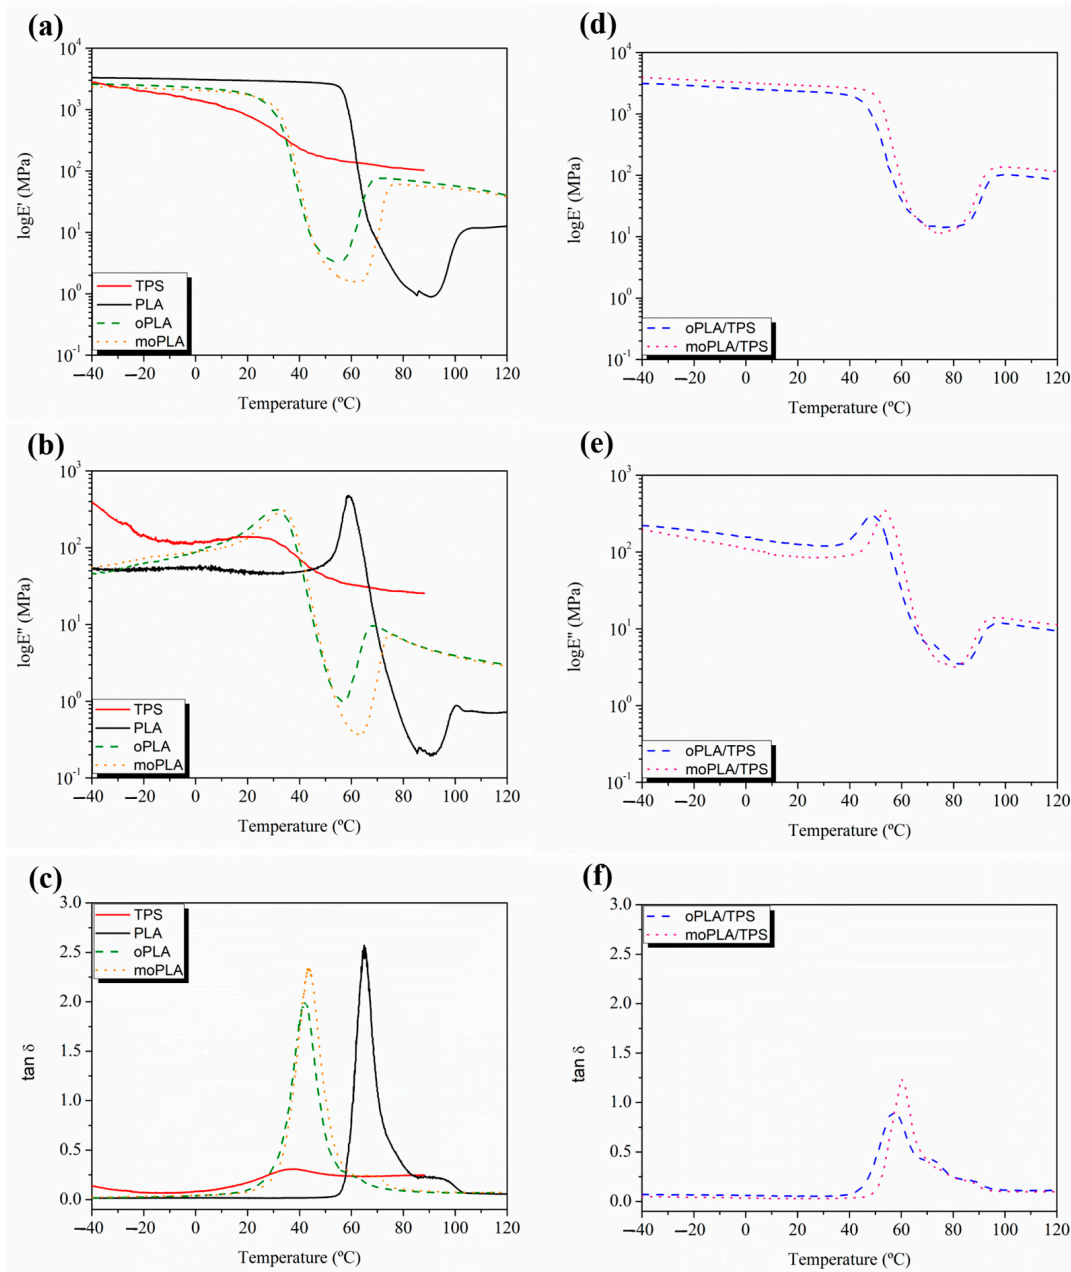 (a)
10^4
10^3
10^2
10^1
10^0
10^-1
logE' (MPa)
TPS
PLA
oPLA
moPLA
−40 −20 0 20 40 60 80 100 120
Temperature (ºC)
(d)
10^4
10^3
10^2
10^1
10^0
10^-1
logE' (MPa)
oPLA/TPS
moPLA/TPS
−40 −20 0 20 40 60 80 100 120
Temperature (ºC)
(b)
10^3
10^2
10^1
10^0
10^-1
logE'' (MPa)
TPS
PLA
oPLA
moPLA
−40 −20 0 20 40 60 80 100 120
Temperature (ºC)
(e)
10^3
10^2
10^1
10^0
10^-1
logE'' (MPa)
oPLA/TPS
moPLA/TPS
−40 −20 0 20 40 60 80 100 120
Temperature (ºC)
(c)
3.0
2.5
2.0
1.5
1.0
0.5
0.0
tan δ
TPS
PLA
oPLA
moPLA
−40 −20 0 20 40 60 80 100 120
Temperature (ºC)
(f)
3.0
2.5
2.0
1.5
1.0
0.5
0.0
tan δ
oPLA/TPS
moPLA/TPS
−40 −20 0 20 40 60 80 100 120
Temperature (ºC)